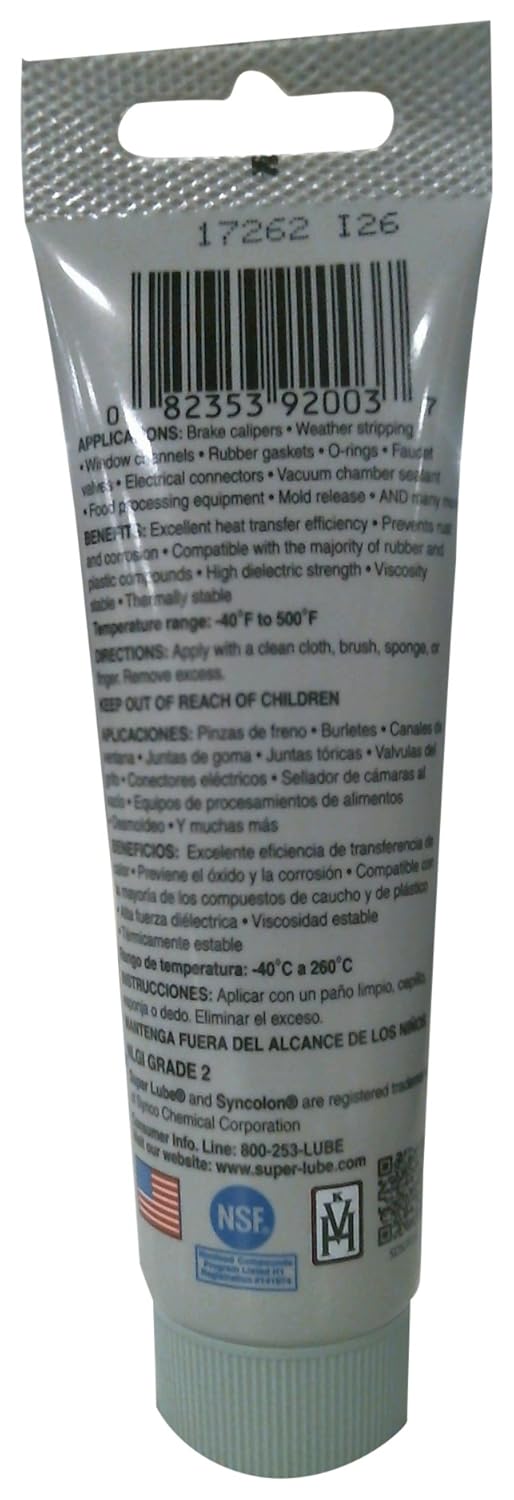 17262 I26
0 82353 92003 7
APPLICATIONS: Brake calipers • Weather stripping
• Window channels • Rubber gaskets • O-rings • Faucet
valves • Electrical connectors • Vacuum chamber sealant
• Food processing equipment • Mold release • AND many
BENEFITS: Excellent heat transfer efficiency • Prevents rust
and corrosion • Compatible with the majority of rubber and
plastic compounds • High dielectric strength • Viscosity
stable • Thermally stable
Temperature range: -40°F to 500°F
DIRECTIONS: Apply with a clean cloth, brush, sponge, or
finger. Remove excess.
KEEP OUT OF REACH OF CHILDREN
APLICACIONES: Pinzas de freno • Burletes • Canales de
ventana • Juntas de goma • Juntas tóricas • Valvulas del
• Conectores eléctricos • Sellador de cámaras al
vacío • Equipos de procesamientos de alimentos
• Desmoldeo • Y muchas más
BENEFICIOS: Excelente eficiencia de transferencia de
calor • Previene el óxido y la corrosión • Compatible con
la mayoría de los compuestos de caucho y de plástico
• Alta fuerza diélectrica • Viscosidad estable
• Térmicamente estable
Rango de temperatura: -40°C a 260°C
INSTRUCCIONES: Aplicar con un paño limpio, cepillo,
esponja o dedo. Eliminar el exceso.
MANTENGA FUERA DEL ALCANCE DE LOS NIÑOS
NLGI GRADE 2
Super Lube® and Syncolon® are registered
of Synco Chemical Corporation
Consumer Info. Line: 800-253-LUBE
Visit our website: www.super-lube.com
NSF.
Nonfood Compounds
Program Listed H1
Registration #141974
K
V
H